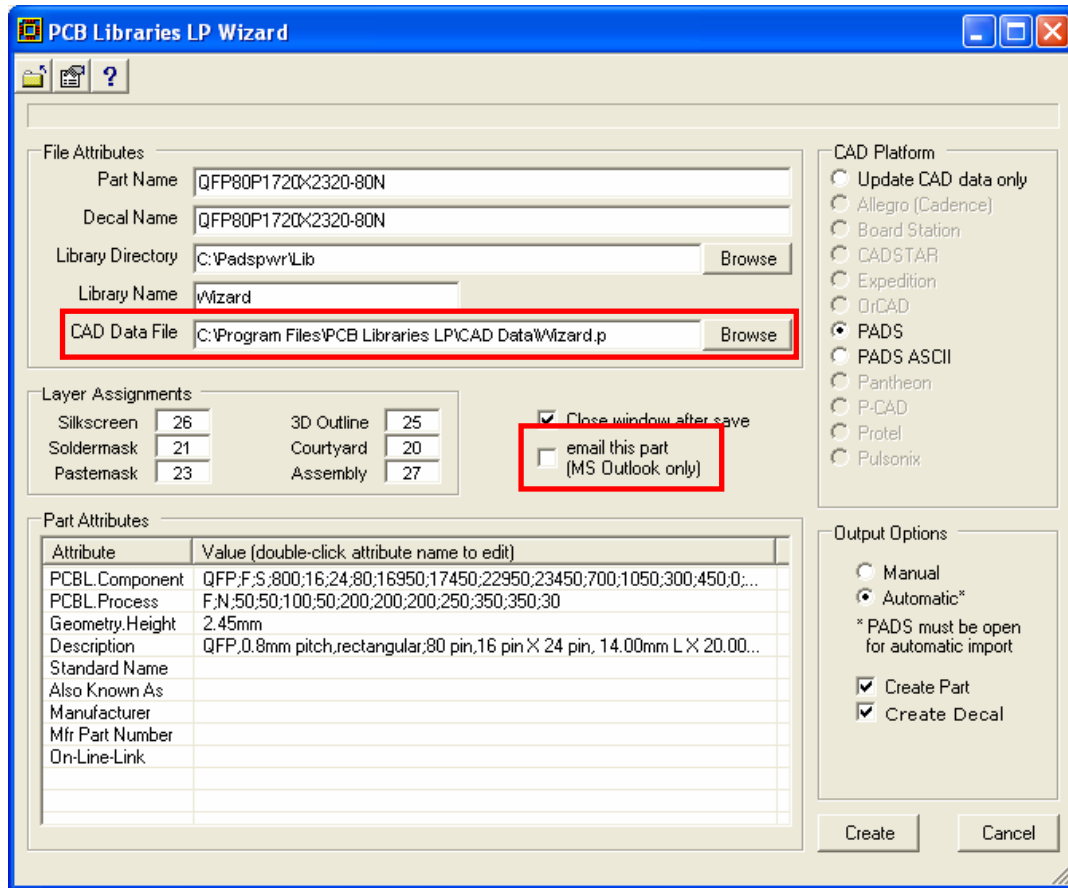 PCB Libraries LP Wizard
?
File Attributes
Part Name QFP80P1720X2320-80N
Decal Name QFP80P1720X2320-80N
Library Directory C:\Padspwr\Lib Browse
Library Name Wizard
CAD Data File C:\Program Files\PCB Libraries LP\CAD Data\Wizard.p Browse
CAD Platform
Update CAD data only
Allegro (Cadence)
Board Station
CADSTAR
Expedition
OrCAD
PADS
PADS ASCII
Pantheon
P-CAD
Protel
Pulsonix
Layer Assignments
Silkscreen 26 3D Outline 25
Soldermask 21 Courtyard 20
Pastemask 23 Assembly 27
Close window after save
email this part
(MS Outlook only)
Part Attributes
Attribute Value (double-click attribute name to edit)
PCBL.Component QFP;F;S;800;16;24;80;16950;17450;22950;23450;700;1050;300;450;0;...
PCBL.Process F;N;50;50;100;50;200;200;200;250;350;350;30
Geometry.Height 2.45mm
Description QFP,0.8mm pitch,rectangular;80 pin,16 pin X 24 pin, 14.00mm L X 20.00...
Standard Name
Also Known As
Manufacturer
Mfr Part Number
On-Line-Link
Output Options
Manual
Automatic*
* PADS must be open
for automatic import
Create Part
Create Decal
Create Cancel